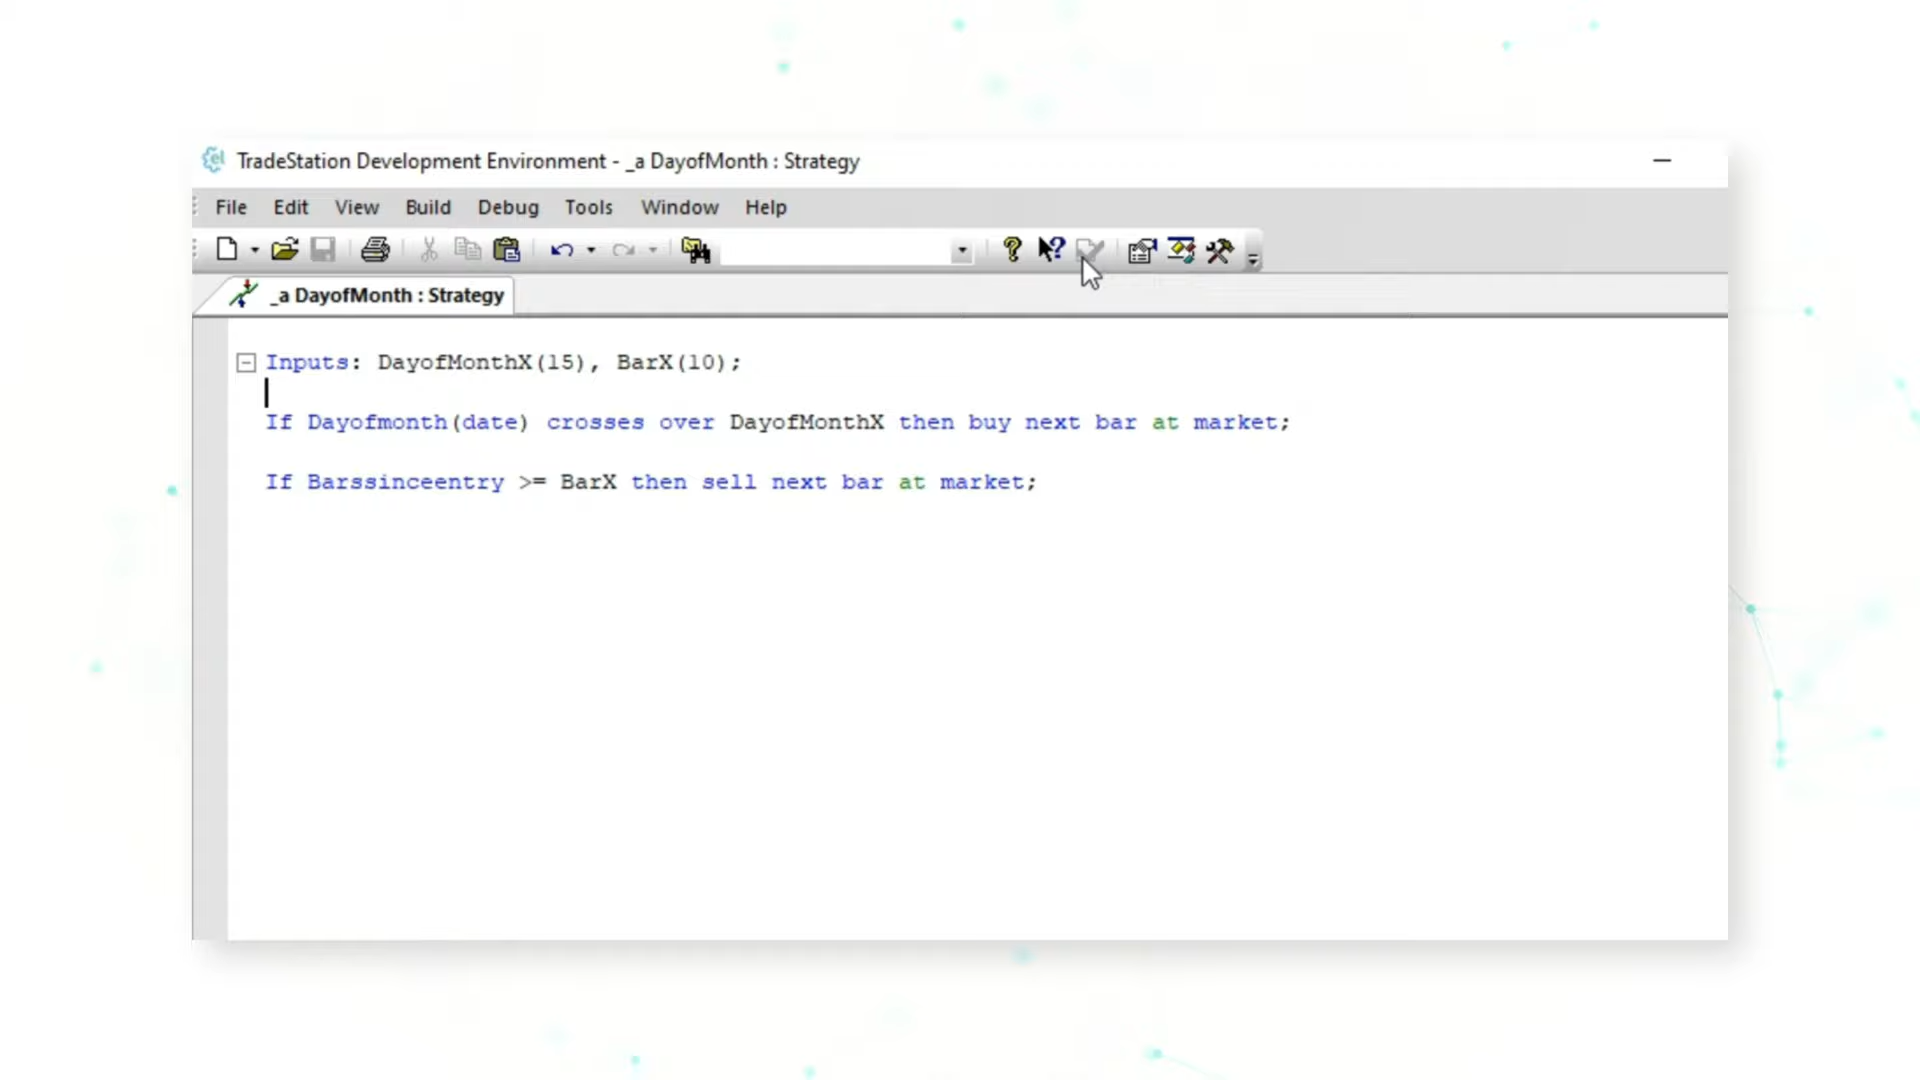 TradeStation Development Environment - _a DayofMonth : Strategy
File Edit View Build Debug Tools Window Help
_a DayofMonth : Strategy
Inputs: DayofMonthX(15), BarX(10);
If Dayofmonth(date) crosses over DayofMonthX then buy next bar at market;
If Barssinceentry >= BarX then sell next bar at market;